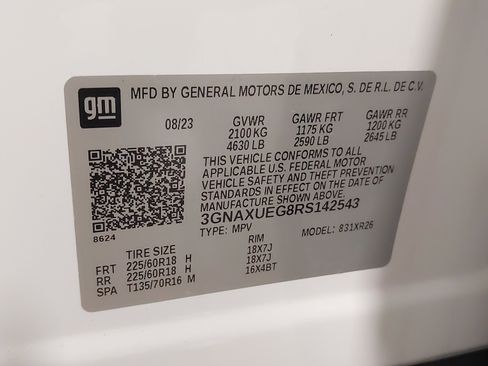 gm
MFD BY GENERAL MOTORS DE MEXICO, S. DE R.L. DE C.V.
08/23 GVWR GAWR FRT GAWR RR
2100 KG 1175 KG 1200 KG
4630 LB 2590 LB 2645 LB
THIS VEHICLE CONFORMS TO ALL
APPLICABLE U.S. FEDERAL MOTOR
VEHICLE SAFETY AND THEFT PREVENTION
STANDARDS IN EFFECT ON THE DATE OF
MANUFACTURE SHOWN ABOVE.
3GNAXUEG8RS142543
8624
TYPE: MPV MODEL: 831XR26
TIRE SIZE RIM
FRT 225/60R18 H 18X7J
RR 225/60R18 H 18X7J
SPA T135/70R16 M 16X4BT